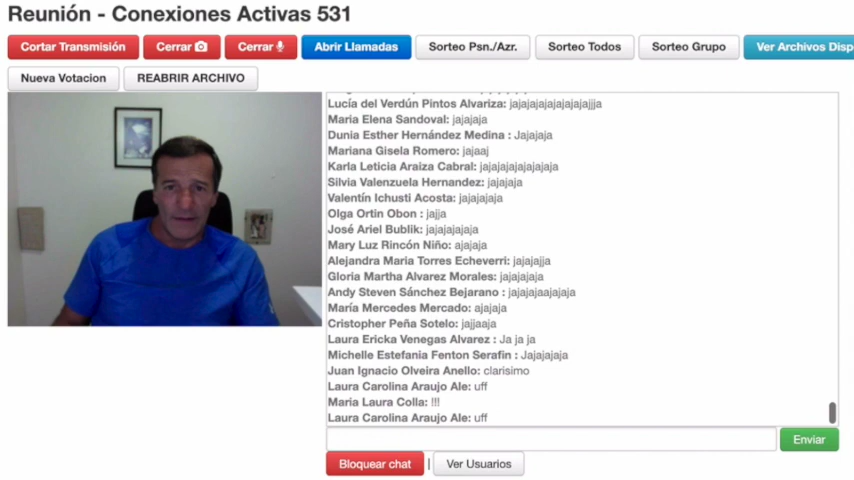 Reunión - Conexiones Activas 531
Cortar Transmisión Cerrar Cerrar Abrir Llamadas Sorteo Psn./Azr. Sorteo Todos Sorteo Grupo Ver Archivos Disp
Nueva Votacion REABRIR ARCHIVO
Lucía del Verdún Pintos Alvariza: jajajajajajajajajajjja
Maria Elena Sandoval: jajajaja
Dunia Esther Hernández Medina : Jajajaja
Mariana Gisela Romero: jajaaj
Karla Leticia Araiza Cabral: jajajajajajajajaja
Silvia Valenzuela Hernandez: jajajaja
Valentín Ichusti Acosta: jajajajaja
Olga Ortin Obon : jajja
José Ariel Bublik: jajajajajaja
Mary Luz Rincón Niño: ajajaja
Alejandra Maria Torres Echeverri: jajajajja
Gloria Martha Alvarez Morales: jajajajaja
Andy Steven Sánchez Bejarano : jajajajaajajaja
María Mercedes Mercado: ajajaja
Cristopher Peña Sotelo: jajjaaja
Laura Ericka Venegas Alvarez : Ja ja ja
Michelle Estefania Fenton Serafin : Jajajajaja
Juan Ignacio Olveira Anello: clarisimo
Laura Carolina Araujo Ale: uff
Maria Laura Colla: !!!
Laura Carolina Araujo Ale: uff
Enviar
Bloquear chat | Ver Usuarios